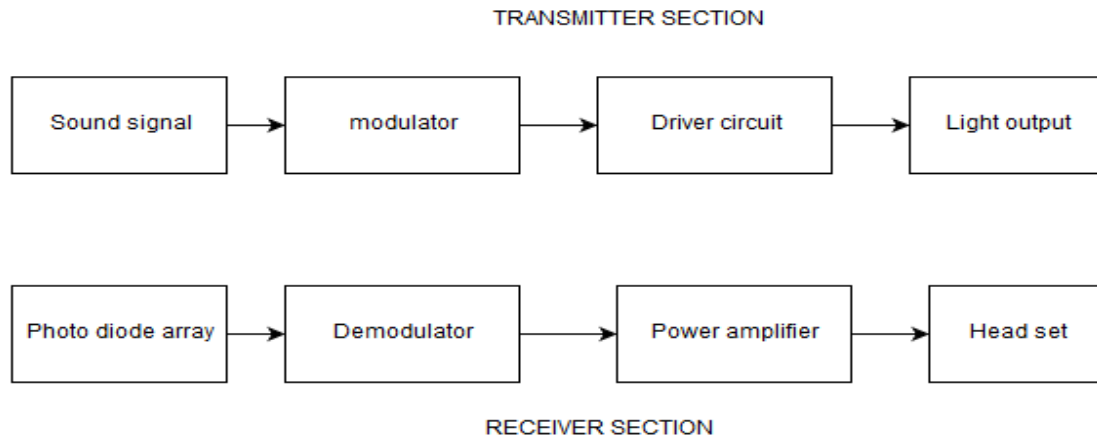 TRANSMITTER SECTION
Sound signal
modulator
Driver circuit
Light output
Photo diode array
Demodulator
Power amplifier
Head set
RECEIVER SECTION